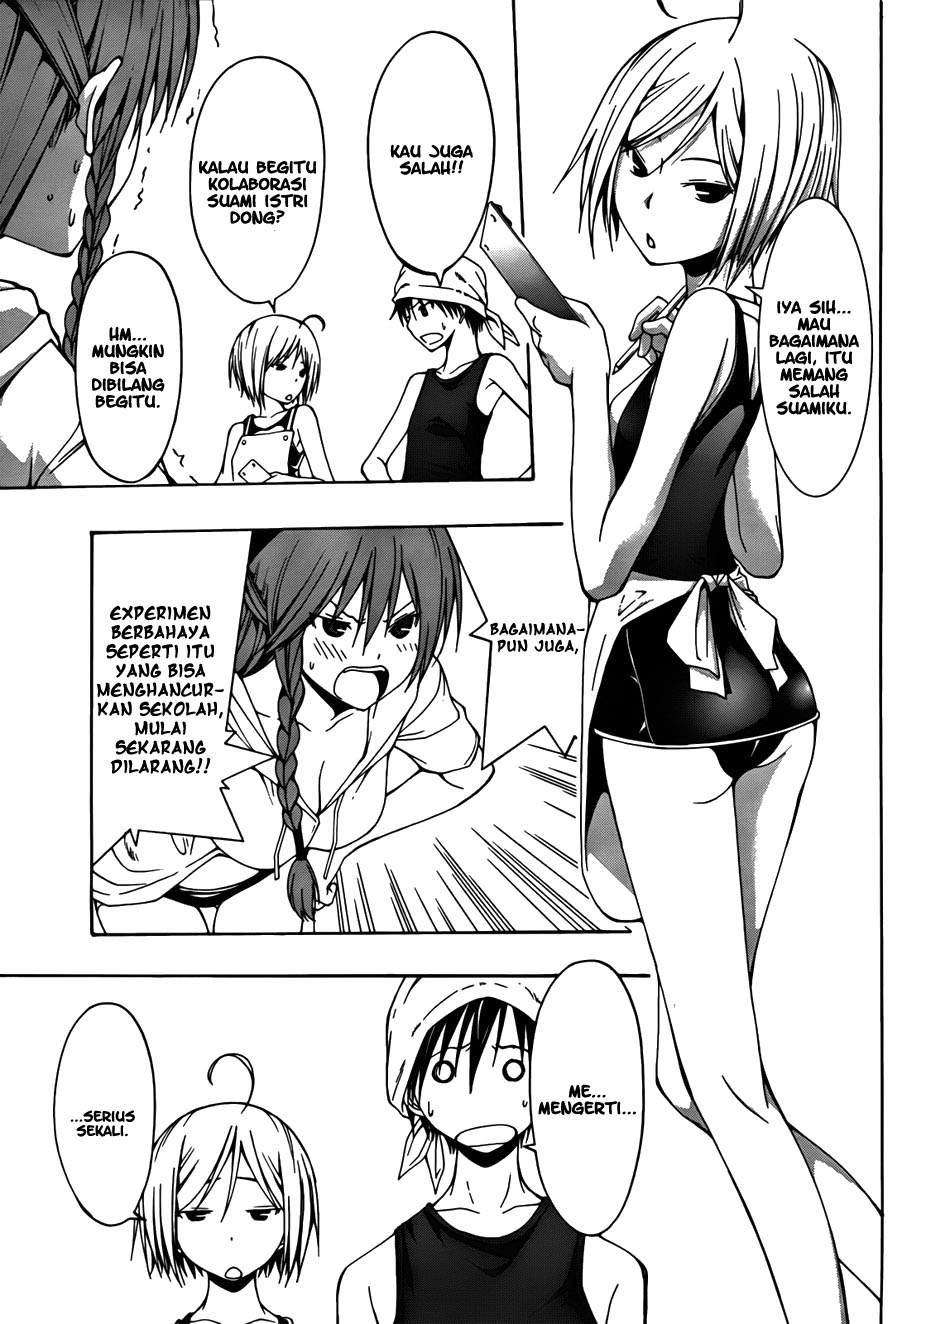 IYA SIH...
MAU
BAGAIMANA
LAGI, ITU
MEMANG
SALAH
SUAMIKU.
KAU JUGA
SALAH!!
KALAU BEGITU
KOLABORASI
SUAMI ISTRI
DONG?
HM...
MUNGKIN
BISA
DIBILANG
BEGITU.
BAGAIMANA-
PUN JUGA,
EXPERIMEN
BERBAHAYA
SEPERTI ITU
YANG BISA
MENGHANCUR-
KAN SEKOLAH,
MULAI
SEKARANG
DILARANG!!
ME...
MENGERTI...
...SERIUS
SEKALI.